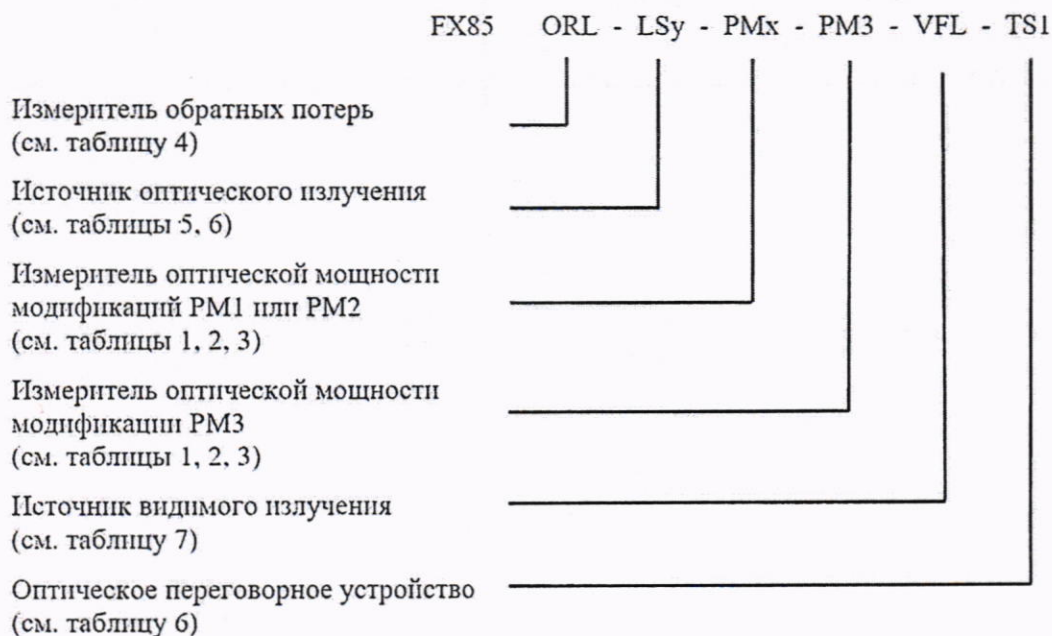 FX85 ORL - LSy - PMx - PM3 - VFL - TS1
Измеритель обратных потерь
(см. таблицу 4)
Источник оптического излучения
(см. таблицы 5, 6)
Измеритель оптической мощности
модификаций PM1 или PM2
(см. таблицы 1, 2, 3)
Измеритель оптической мощности
модификации PM3
(см. таблицы 1, 2, 3)
Источник видимого излучения
(см. таблицу 7)
Оптическое переговорное устройство
(см. таблицу 6)